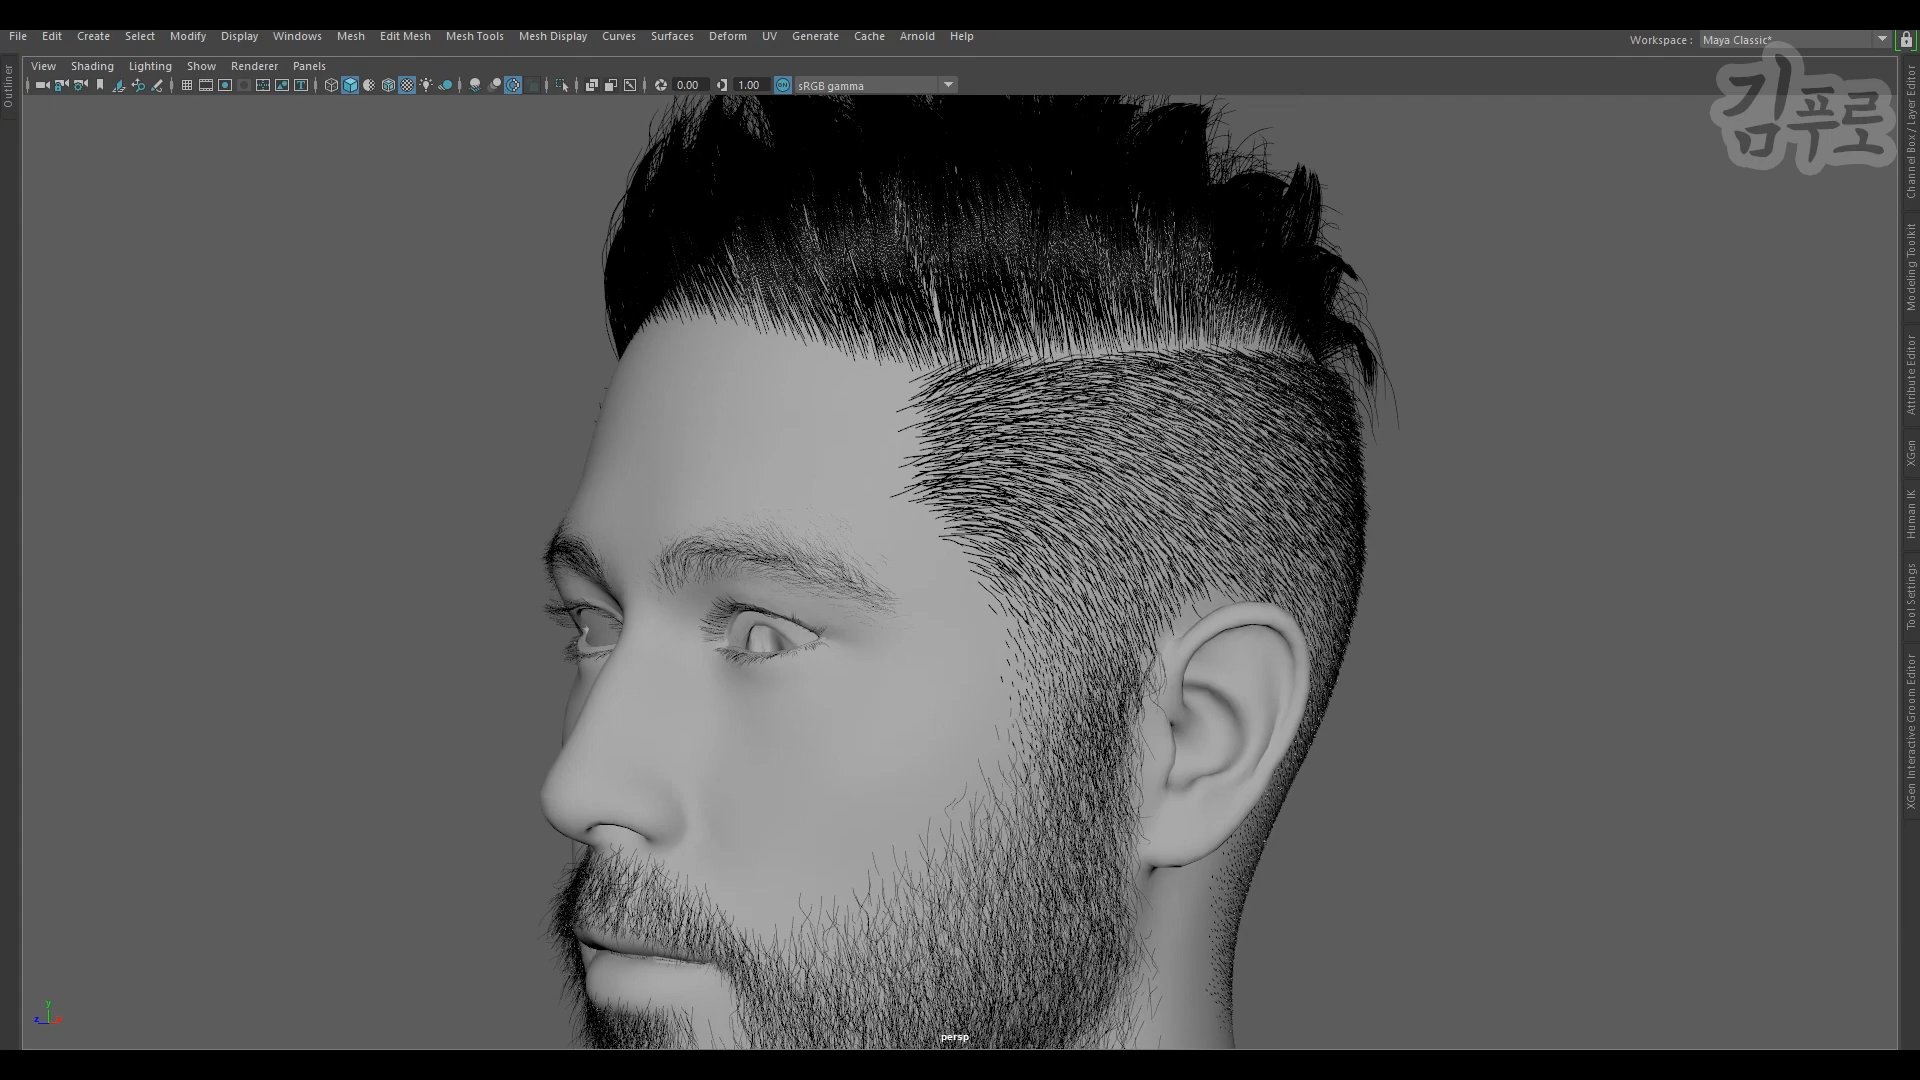 File Edit Create Select Modify Display Windows Mesh Edit Mesh Mesh Tools Mesh Display Curves Surfaces Deform UV Generate Cache Arnold Help
Workspace : Maya Classic*
View Shading Lighting Show Renderer Panels
0.00 1.00 ON sRGB gamma
김푸로
Outliner
Channel Box / Layer Editor
Modeling Toolkit
Attribute Editor
XGen
Human IK
Tool Settings
XGen Interactive Groom Editor
y
z x
persp